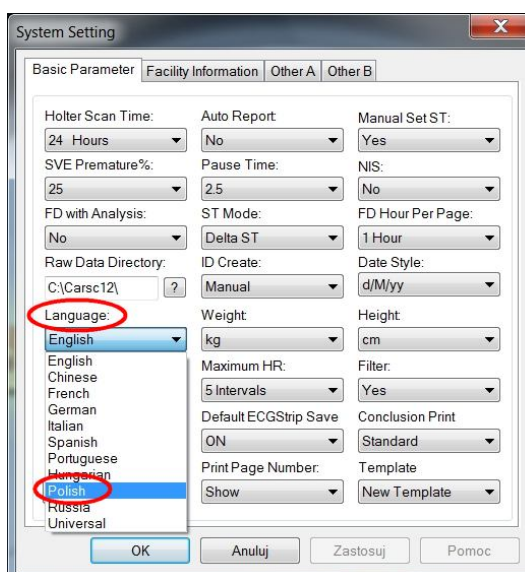 System Setting
Basic Parameter Facility Information Other A Other B
Holter Scan Time: Auto Report: Manual Set ST:
24 Hours No Yes
SVE Premature%: Pause Time: NIS:
25 2.5 No
FD with Analysis: ST Mode: FD Hour Per Page:
No Delta ST 1 Hour
Raw Data Directory: ID Create: Date Style:
C:\Carsc12\ ? Manual d/M/yy
Language: Weight: Height:
English kg cm
English Maximum HR: Filter:
Chinese
French 5 Intervals Yes
German
Italian Default ECGStrip Save Conclusion Print
Spanish ON Standard
Portuguese
Hungarian Print Page Number: Template
Polish Show New Template
Russia
Universal
OK Anuluj Zastosuj Pomoc